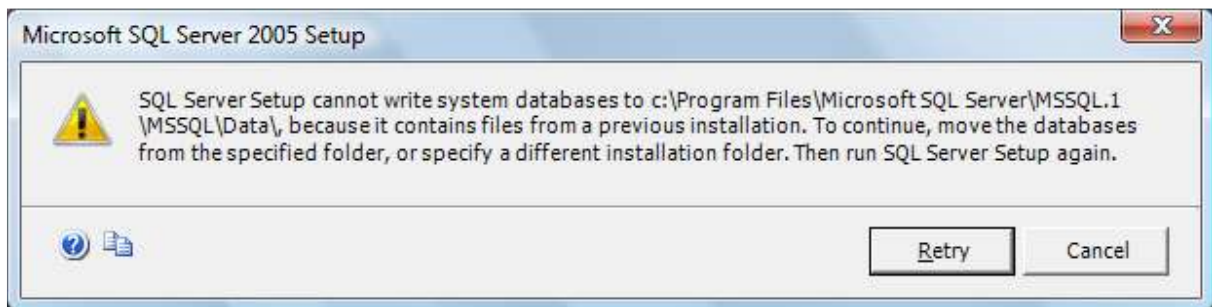 Microsoft SQL Server 2005 Setup
SQL Server Setup cannot write system databases to c:\Program Files\Microsoft SQL Server\MSSQL.1
\MSSQL\Data\, because it contains files from a previous installation. To continue, move the databases
from the specified folder, or specify a different installation folder. Then run SQL Server Setup again.
Retry
Cancel